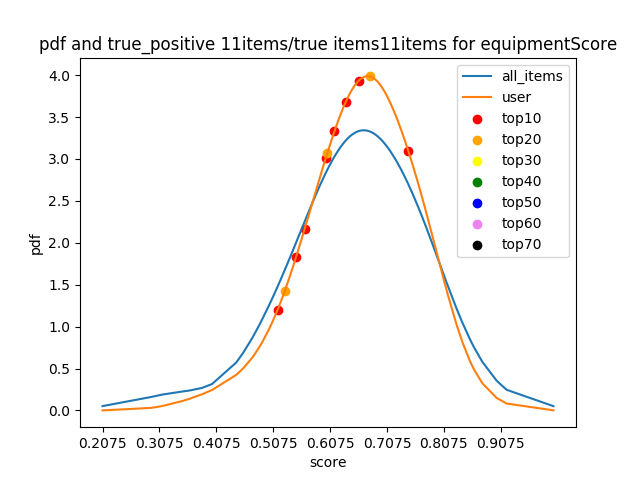 pdf and true_positive 11items/true items11items for equipmentScore
4.0
3.5
3.0
2.5
2.0
1.5
1.0
0.5
0.0
pdf
0.2075 0.3075 0.4075 0.5075 0.6075 0.7075 0.8075 0.9075
score
all_items
user
top10
top20
top30
top40
top50
top60
top70